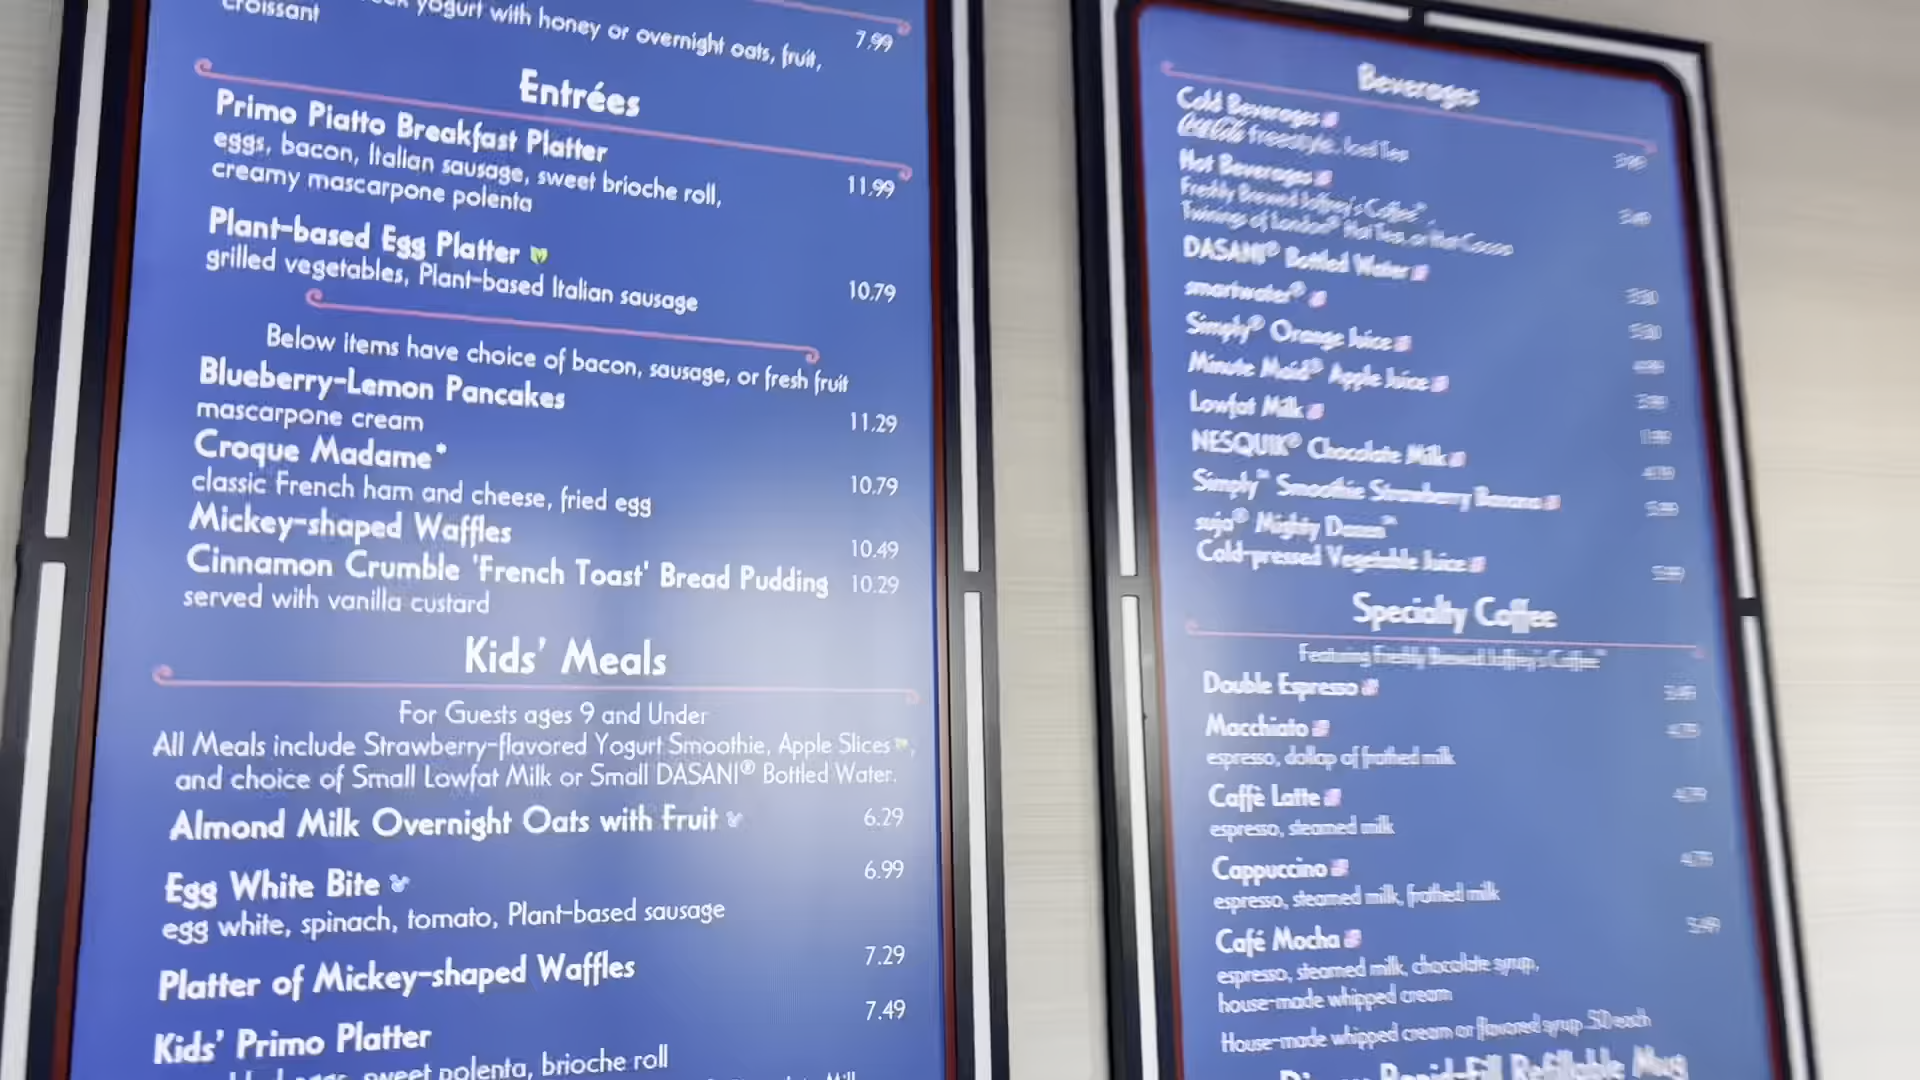 yogurt with honey or overnight oats, fruit,
croissant 7.99
Entrées
Primo Piatto Breakfast Platter
eggs, bacon, Italian sausage, sweet brioche roll, 11.99
creamy mascarpone polenta
Plant-based Egg Platter
grilled vegetables, Plant-based Italian sausage 10.79
Below items have choice of bacon, sausage, or fresh fruit
Blueberry-Lemon Pancakes 11.29
mascarpone cream
Croque Madame* 10.79
classic French ham and cheese, fried egg
Mickey-shaped Waffles 10.49
Cinnamon Crumble 'French Toast' Bread Pudding 10.29
served with vanilla custard
Kids' Meals
For Guests ages 9 and Under
All Meals include Strawberry-flavored Yogurt Smoothie, Apple Slices,
and choice of Small Lowfat Milk or Small DASANI® Bottled Water.
Almond Milk Overnight Oats with Fruit 6.29
Egg White Bite 6.99
egg white, spinach, tomato, Plant-based sausage
Platter of Mickey-shaped Waffles 7.29
Kids' Primo Platter 7.49
eggs, sweet polenta, brioche roll
Beverages
Cold Beverages
Coca-Cola freestyle, Iced Tea
Hot Beverages
Freshly Brewed Joffrey's Coffee™,
Twinings of London® Hot Tea, or Hot Cocoa
DASANI® Bottled Water
smartwater®
Simply® Orange Juice
Minute Maid® Apple Juice
Lowfat Milk
NESQUIK® Chocolate Milk
Simply™ Smoothie Strawberry Banana
suja® Mighty Dozen™
Cold-pressed Vegetable Juice
Specialty Coffee
Featuring Freshly Brewed Joffrey's Coffee™
Double Espresso
Macchiato
espresso, dollop of frothed milk
Caffè Latte
espresso, steamed milk
Cappuccino
espresso, steamed milk, frothed milk
Café Mocha
espresso, steamed milk, chocolate syrup,
house-made whipped cream
House-made whipped cream or flavored syrup .50 each
Rapid-Fill Refillable Mug